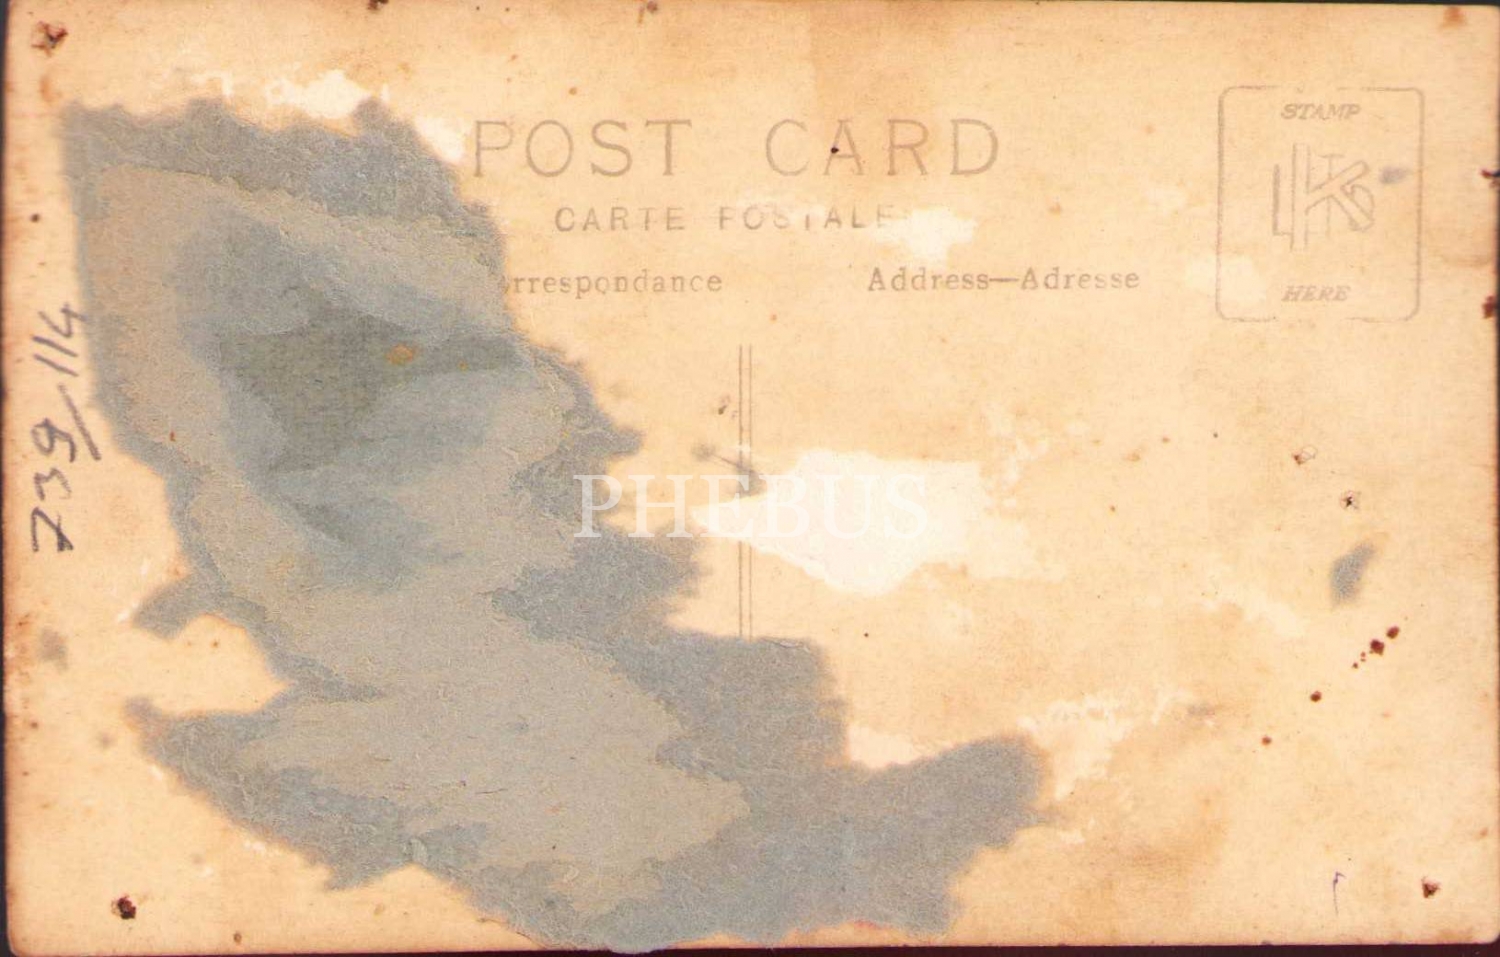 POST CARD
CARTE POSTALE
rrespondance
Address—Adresse
STAMP
HERE
739/114
PHEBUS